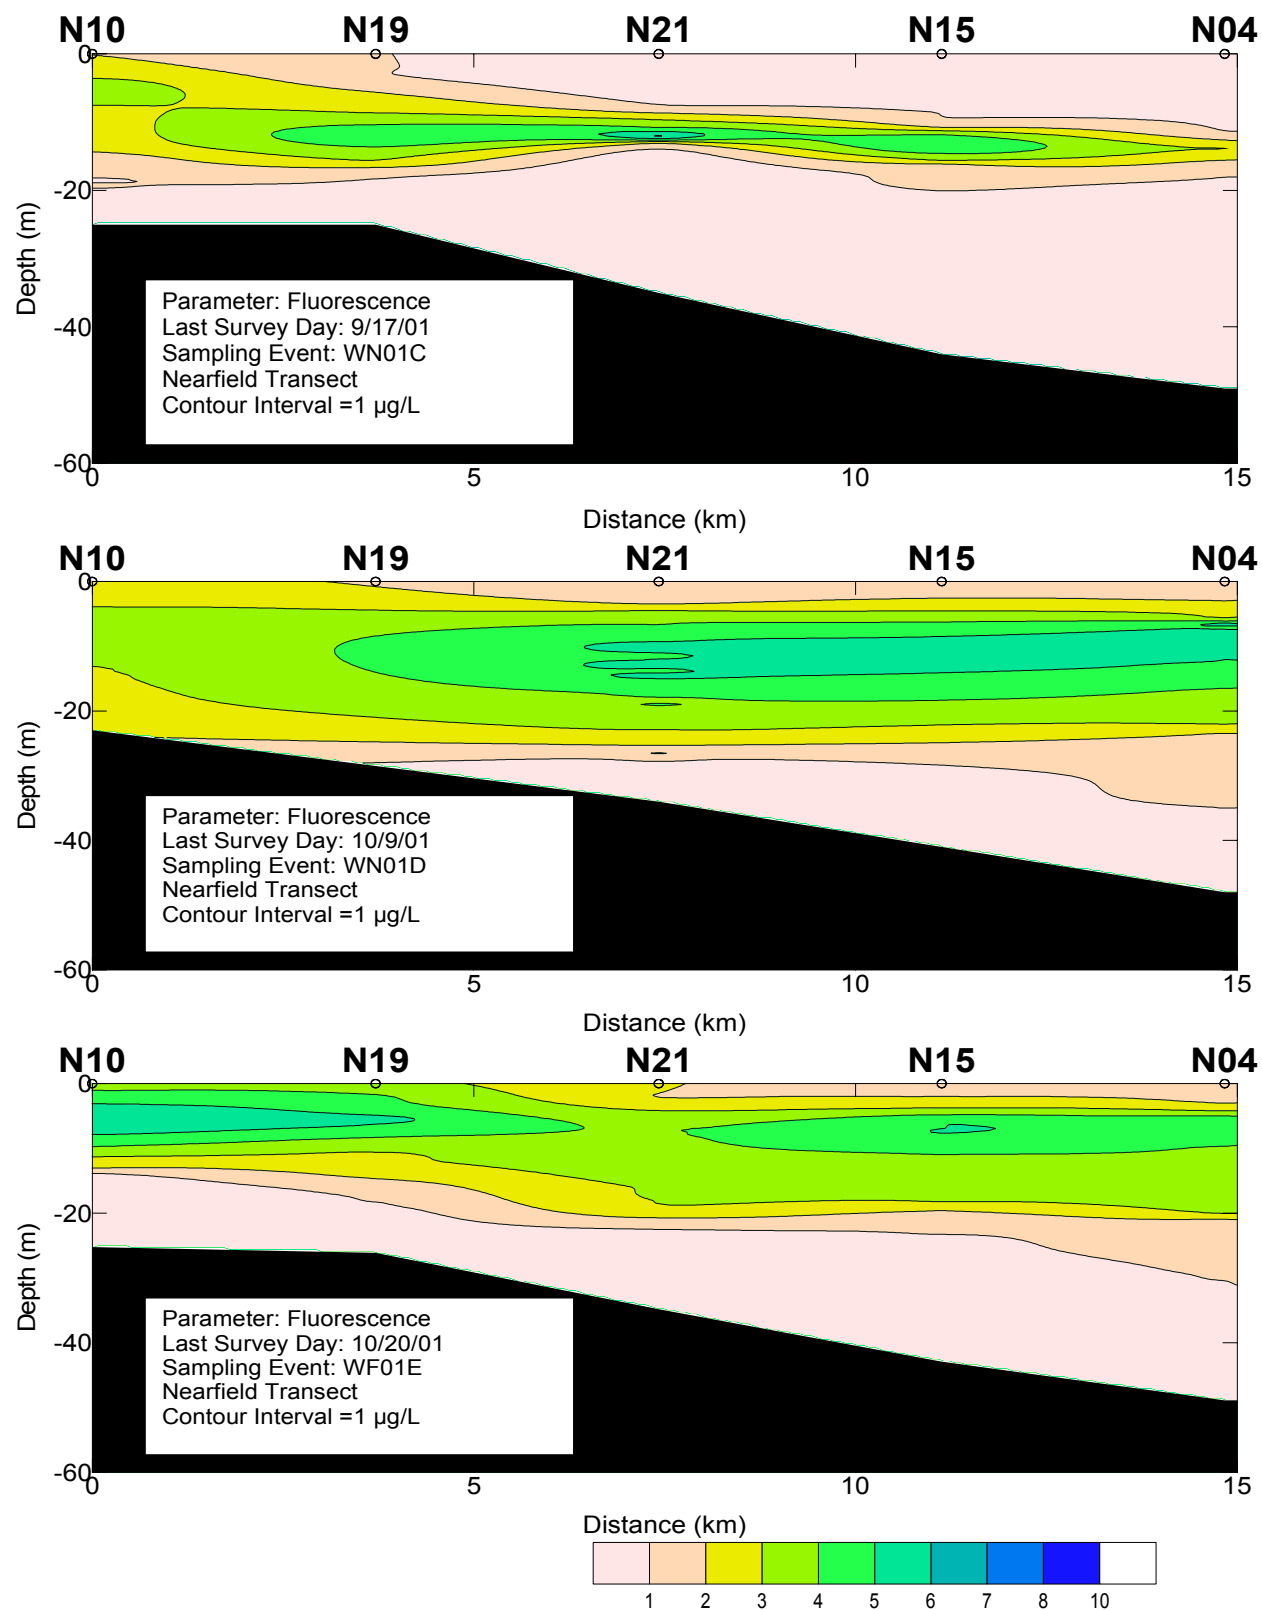 N10 N19 N21 N15 N04
0
-20
-40
-60
Depth (m)
Parameter: Fluorescence
Last Survey Day: 9/17/01
Sampling Event: WN01C
Nearfield Transect
Contour Interval =1 µg/L
0 5 10 15
Distance (km)
N10 N19 N21 N15 N04
0
-20
-40
-60
Depth (m)
Parameter: Fluorescence
Last Survey Day: 10/9/01
Sampling Event: WN01D
Nearfield Transect
Contour Interval =1 µg/L
0 5 10 15
Distance (km)
N10 N19 N21 N15 N04
0
-20
-40
-60
Depth (m)
Parameter: Fluorescence
Last Survey Day: 10/20/01
Sampling Event: WF01E
Nearfield Transect
Contour Interval =1 µg/L
0 5 10 15
Distance (km)
1 2 3 4 5 6 7 8 10